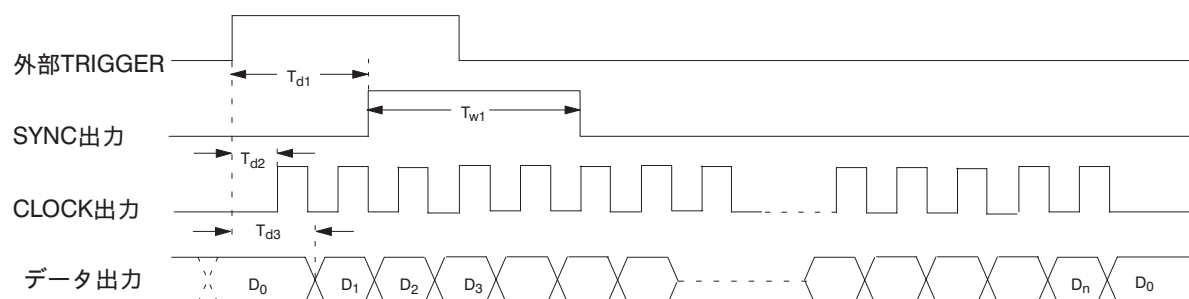 外部TRIGGER
Td1
SYNC出力
Tw1
Td2
CLOCK出力
Td3
データ出力
D0
D1
D2
D3
Dn
D0